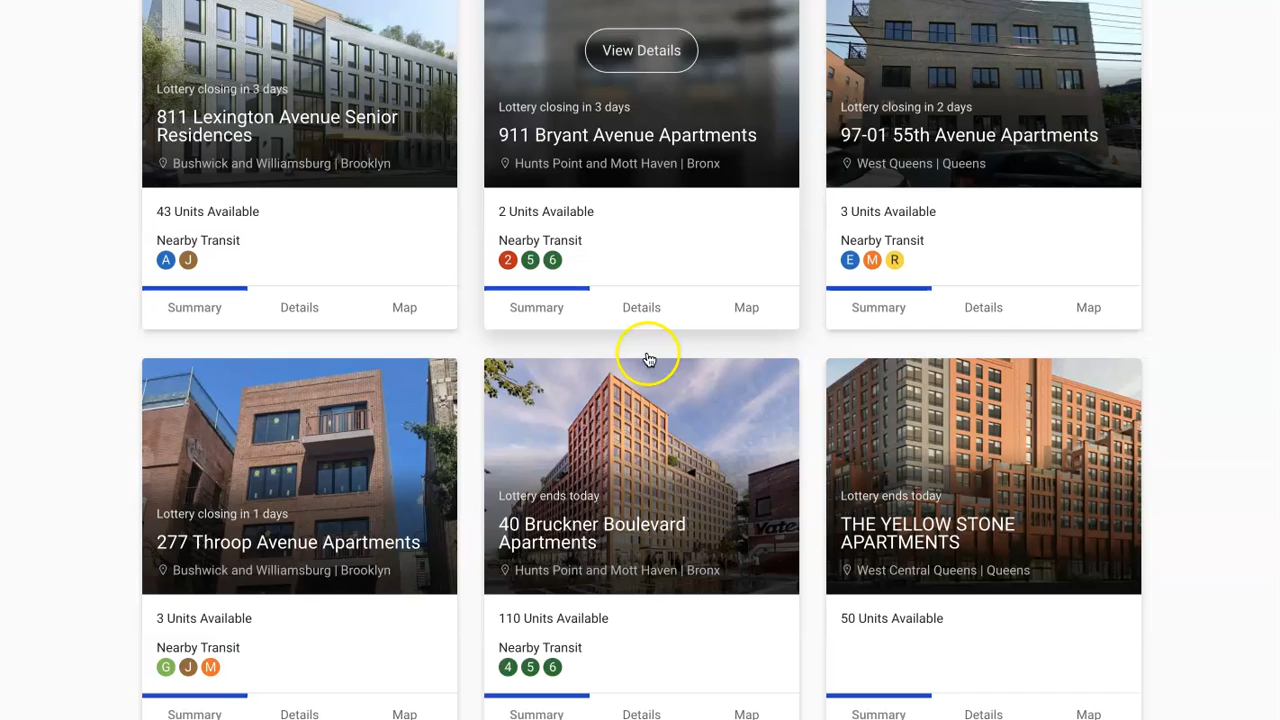 Lottery closing in 3 days
811 Lexington Avenue Senior
Residences
Bushwick and Williamsburg | Brooklyn
43 Units Available
Nearby Transit
A J
Summary Details Map
View Details
Lottery closing in 3 days
911 Bryant Avenue Apartments
Hunts Point and Mott Haven | Bronx
2 Units Available
Nearby Transit
2 5 6
Summary Details Map
Lottery closing in 2 days
97-01 55th Avenue Apartments
West Queens | Queens
3 Units Available
Nearby Transit
E M R
Summary Details Map
Lottery closing in 1 days
277 Throop Avenue Apartments
Bushwick and Williamsburg | Brooklyn
3 Units Available
Nearby Transit
G J M
Summary Details Map
Lottery ends today
40 Bruckner Boulevard
Apartments
Hunts Point and Mott Haven | Bronx
110 Units Available
Nearby Transit
4 5 6
Summary Details Map
Lottery ends today
THE YELLOW STONE
APARTMENTS
West Central Queens | Queens
50 Units Available
Summary Details Map